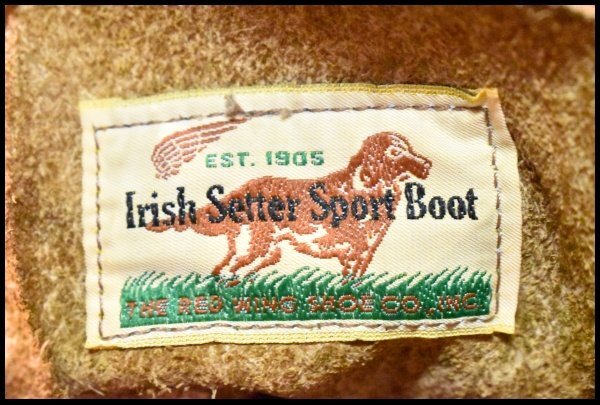 EST. 1905
Irish Setter Sport Boot
THE RED WING SHOE CO., INC.